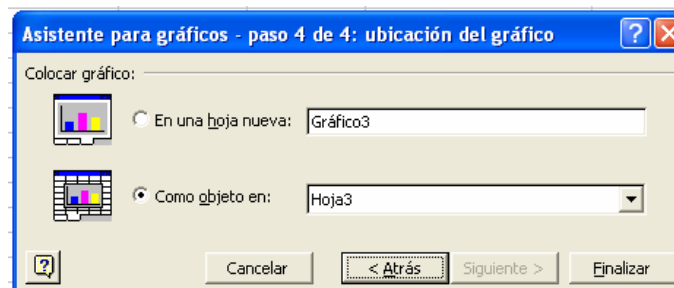 Asistente para gráficos - paso 4 de 4: ubicación del gráfico
Colocar gráfico:
En una hoja nueva: Gráfico3
Como objeto en: Hoja3
Cancelar < Atrás Siguiente > Finalizar